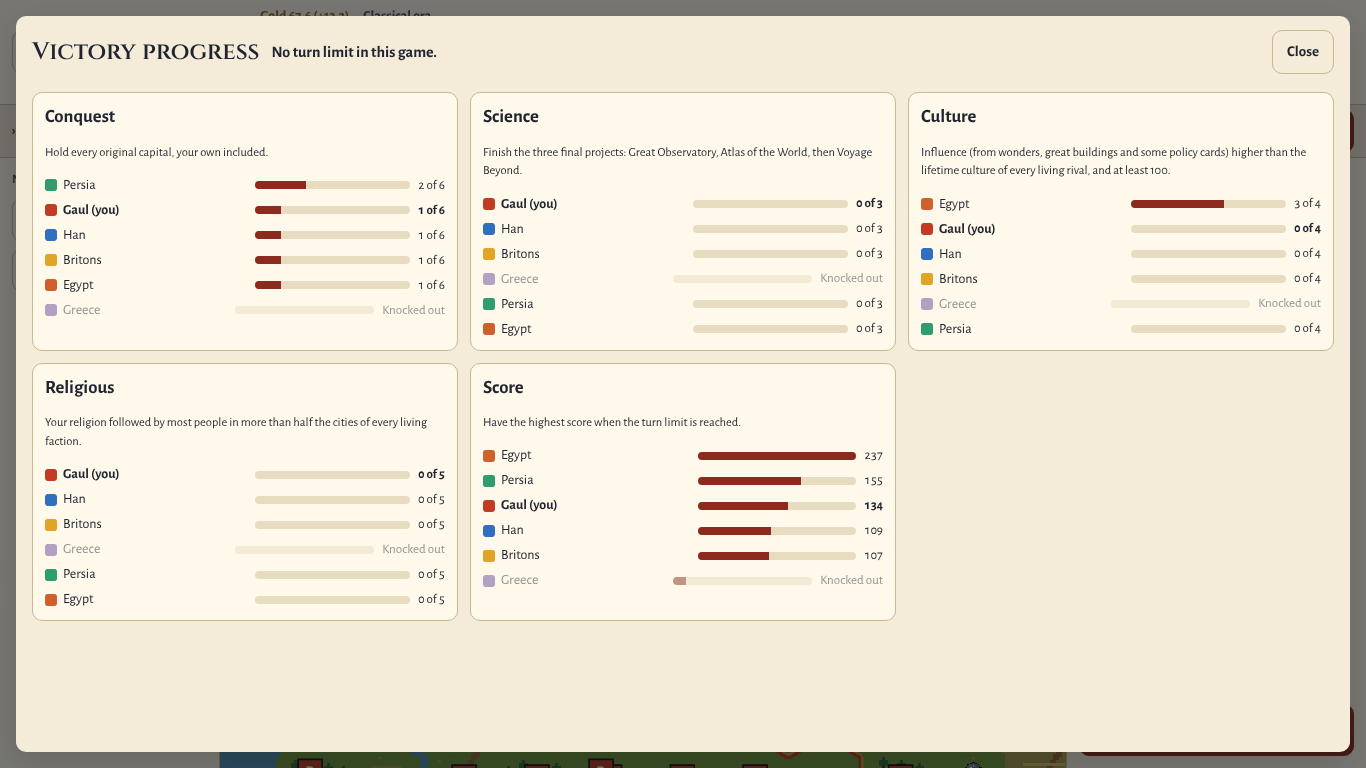 Classical era
VICTORY PROGRESS No turn limit in this game.
Close
Conquest
Hold every original capital, your own included.
Persia 2 of 6
Gaul (you) 1 of 6
Han 1 of 6
Britons 1 of 6
Egypt 1 of 6
Greece Knocked out
Science
Finish the three final projects: Great Observatory, Atlas of the World, then Voyage
Beyond.
Gaul (you) 0 of 3
Han 0 of 3
Britons 0 of 3
Greece Knocked out
Persia 0 of 3
Egypt 0 of 3
Culture
Influence (from wonders, great buildings and some policy cards) higher than the
lifetime culture of every living rival, and at least 100.
Egypt 3 of 4
Gaul (you) 0 of 4
Han 0 of 4
Britons 0 of 4
Greece Knocked out
Persia 0 of 4
Religious
Your religion followed by most people in more than half the cities of every living
faction.
Gaul (you) 0 of 5
Han 0 of 5
Britons 0 of 5
Greece Knocked out
Persia 0 of 5
Egypt 0 of 5
Score
Have the highest score when the turn limit is reached.
Egypt 237
Persia 155
Gaul (you) 134
Han 109
Britons 107
Greece Knocked out